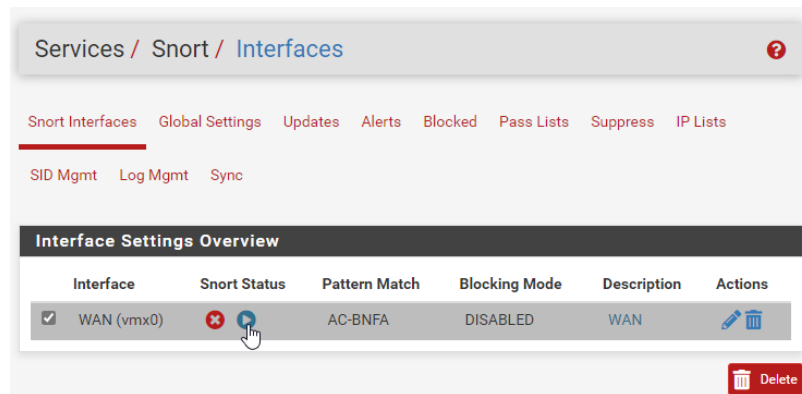 Services / Snort / Interfaces
Snort Interfaces Global Settings Updates Alerts Blocked Pass Lists Suppress IP Lists
SID Mgmt Log Mgmt Sync
Interface Settings Overview
Interface Snort Status Pattern Match Blocking Mode Description Actions
WAN (vmx0) AC-BNFA DISABLED WAN
Delete